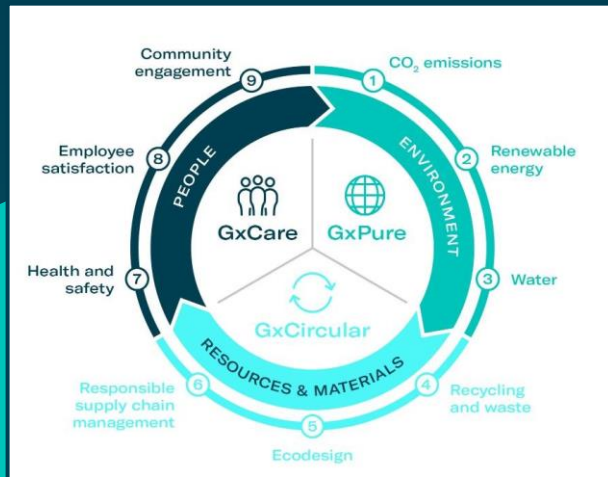 Community
engagement
9
1
CO₂ emissions
Employee
satisfaction
8
2
Renewable
energy
PEOPLE
ENVIRONMENT
GxCare
GxPure
Health and
safety
7
3
Water
GxCircular
RESOURCES & MATERIALS
Responsible
supply chain
management
6
4
Recycling
and waste
5
Ecodesign